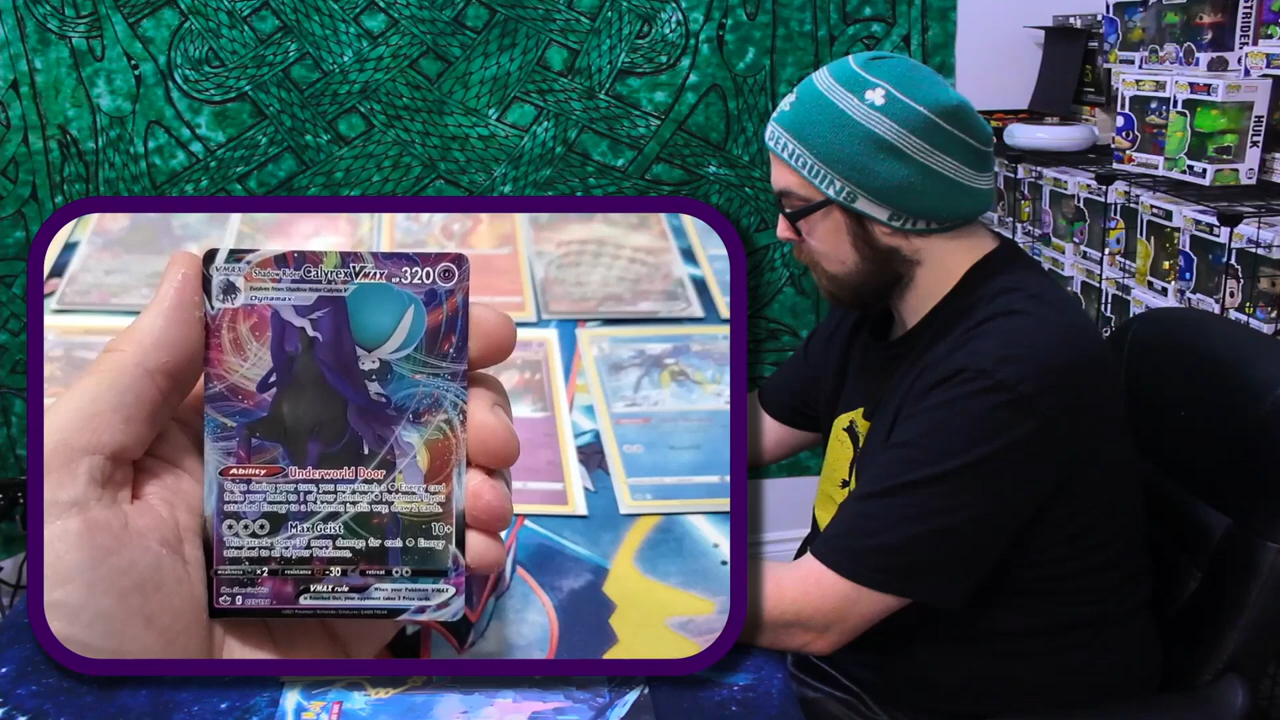 VMAX
Shadow Rider Calyrex VMAX HP 320
Evolves from Shadow Rider Calyrex V
Dynamax
Ability Underworld Door
Once during your turn, you may attach a Energy card
from your hand to 1 of your Benched Pokémon. If you
attached Energy to a Pokémon in this way, draw 2 cards.
Max Geist 10+
This attack does 30 more damage for each Energy
attached to all of your Pokémon.
weakness ×2 resistance -30 retreat
VMAX rule When your Pokémon VMAX
is Knocked Out, your opponent takes 3 Prize cards.
PENGUINS
PITT
STRIDER
HULK